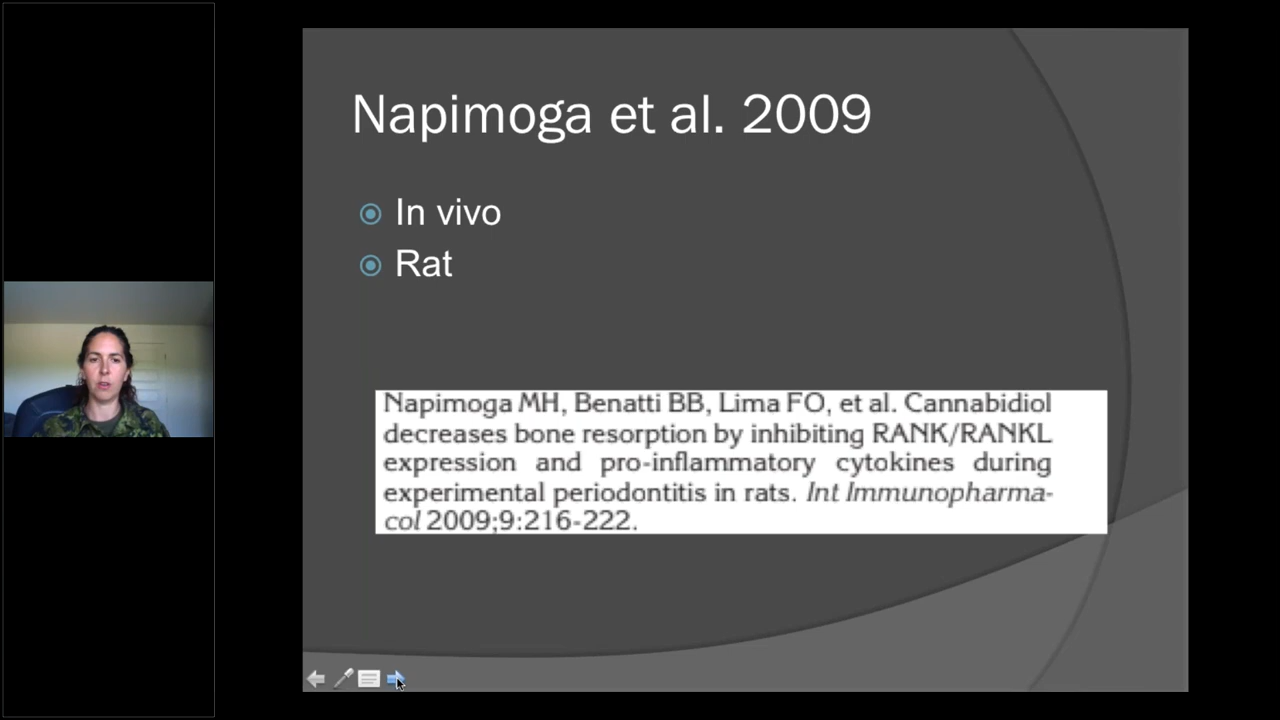 Napimoga et al. 2009
In vivo
Rat
Napimoga MH, Benatti BB, Lima FO, et al. Cannabidiol
decreases bone resorption by inhibiting RANK/RANKL
expression and pro-inflammatory cytokines during
experimental periodontitis in rats. Int Immunopharma-
col 2009;9:216-222.